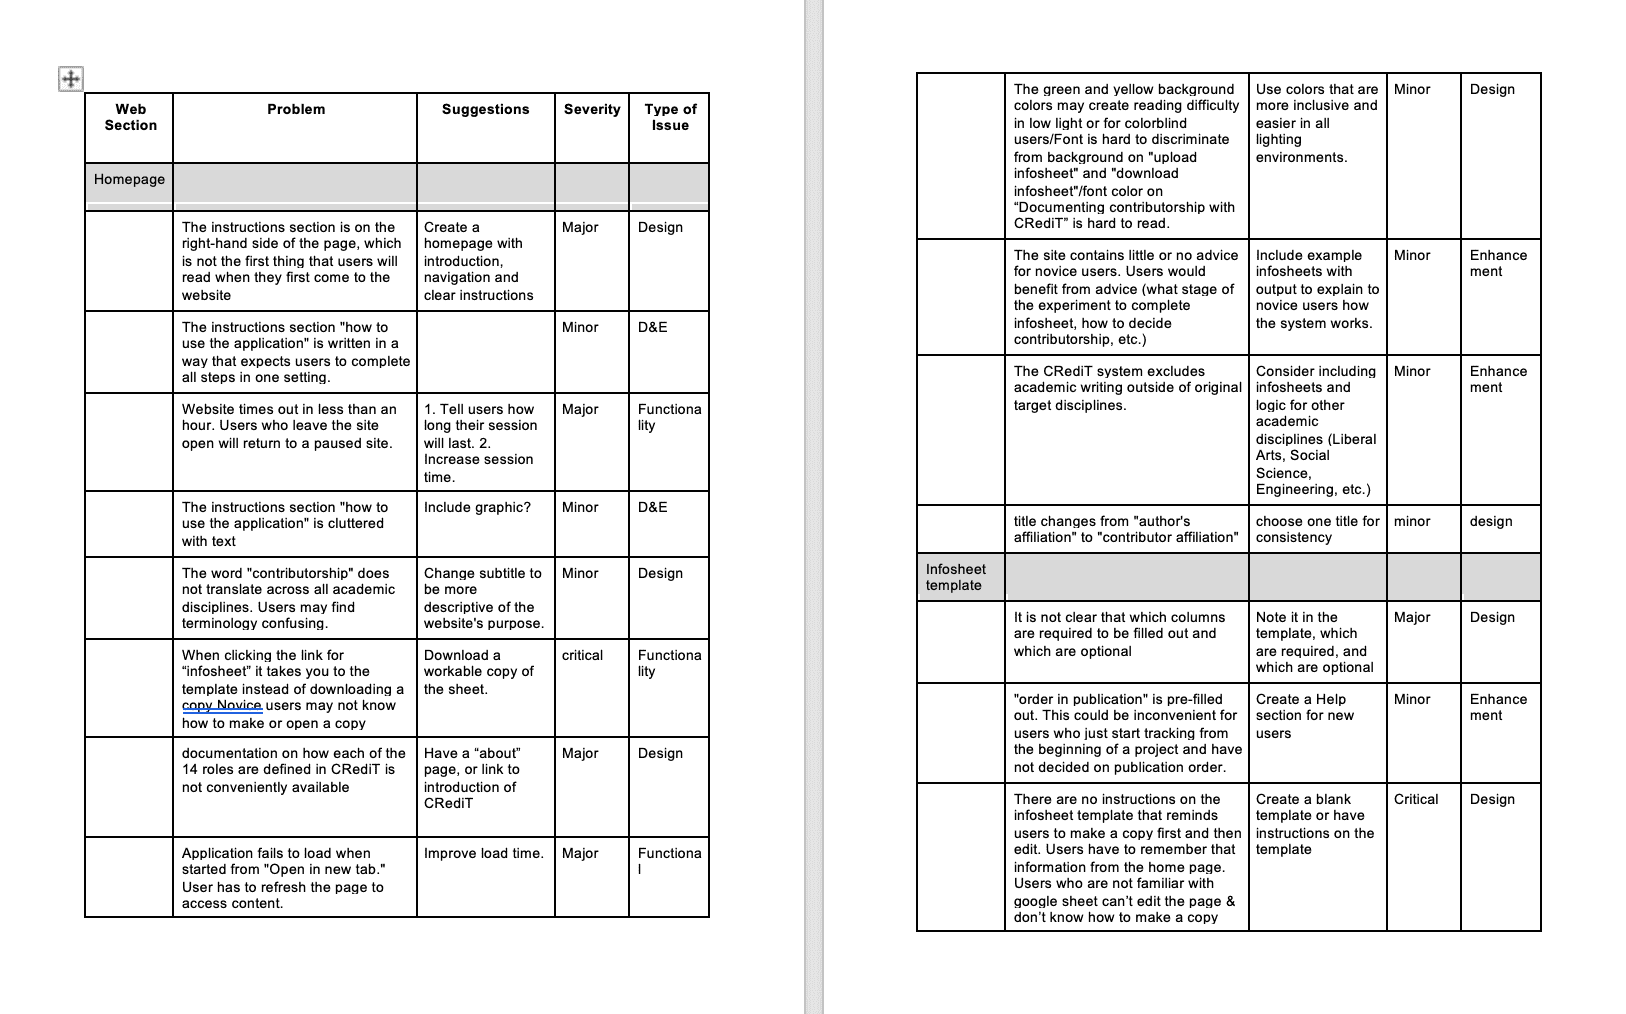 Web Section
Problem
Suggestions
Severity
Type of Issue
Homepage
The instructions section is on the
right-hand side of the page, which
is not the first thing that users will
read when they first come to the
website
Create a
homepage with
introduction,
navigation and
clear instructions
Major
Design
The instructions section "how to
use the application" is written in a
way that expects users to complete
all steps in one setting.
Minor
D&E
Website times out in less than an
hour. Users who leave the site
open will return to a paused site.
1. Tell users how
long their session
will last. 2.
Increase session
time.
Major
Functiona
lity
The instructions section "how to
use the application" is cluttered
with text
Include graphic?
Minor
D&E
The word "contributorship" does
not translate across all academic
disciplines. Users may find
terminology confusing.
Change subtitle to
be more
descriptive of the
website's purpose.
Minor
Design
When clicking the link for
“infosheet” it takes you to the
template instead of downloading a
copy Novice users may not know
how to make or open a copy
Download a
workable copy of
the sheet.
critical
Functiona
lity
documentation on how each of the
14 roles are defined in CRediT is
not conveniently available
Have a “about”
page, or link to
introduction of
CRediT
Major
Design
Application fails to load when
started from "Open in new tab."
User has to refresh the page to
access content.
Improve load time.
Major
Functiona
l
The green and yellow background
colors may create reading difficulty
in low light or for colorblind
users/Font is hard to discriminate
from background on "upload
infosheet" and "download
infosheet"/font color on
“Documenting contributorship with
CRediT” is hard to read.
Use colors that are
more inclusive and
easier in all
lighting
environments.
Minor
Design
The site contains little or no advice
for novice users. Users would
benefit from advice (what stage of
the experiment to complete
infosheet, how to decide
contributorship, etc.)
Include example
infosheets with
output to explain to
novice users how
the system works.
Minor
Enhance
ment
The CRediT system excludes
academic writing outside of original
target disciplines.
Consider including
infosheets and
logic for other
academic
disciplines (Liberal
Arts, Social
Science,
Engineering, etc.)
Minor
Enhance
ment
title changes from "author's
affiliation" to "contributor affiliation"
choose one title for
consistency
minor
design
Infosheet
template
It is not clear that which columns
are required to be filled out and
which are optional
Note it in the
template, which
are required, and
which are optional
Major
Design
"order in publication" is pre-filled
out. This could be inconvenient for
users who just start tracking from
the beginning of a project and have
not decided on publication order.
Create a Help
section for new
users
Minor
Enhance
ment
There are no instructions on the
infosheet template that reminds
users to make a copy first and then
edit. Users have to remember that
information from the home page.
Users who are not familiar with
google sheet can’t edit the page &
don’t know how to make a copy
Create a blank
template or have
instructions on the
template
Critical
Design